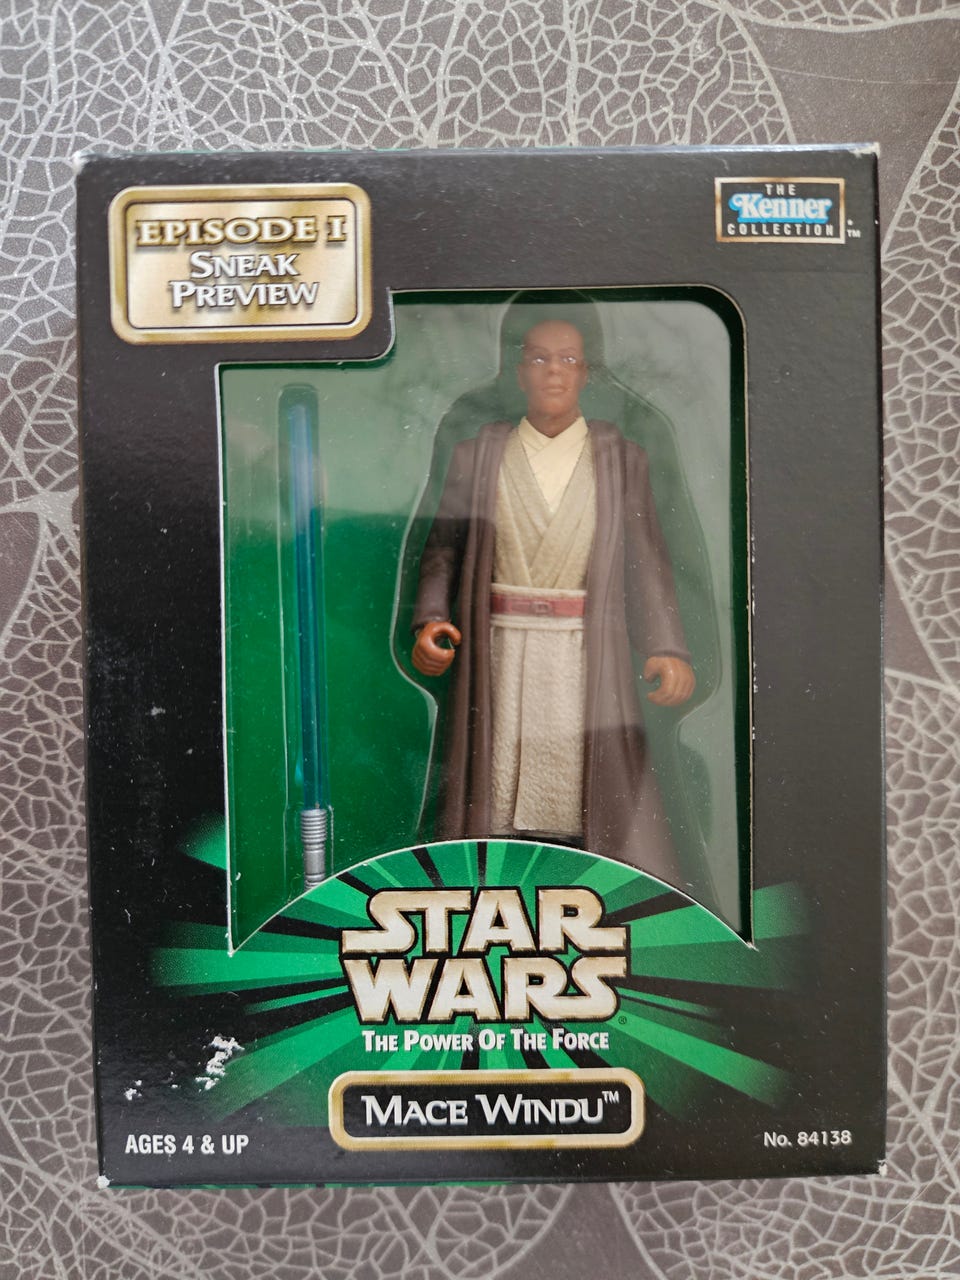 EPISODE I
SNEAK
PREVIEW
THE
Kenner
COLLECTION
™
STAR
WARS
®
THE POWER OF THE FORCE
MACE WINDU™
AGES 4 & UP
No. 84138